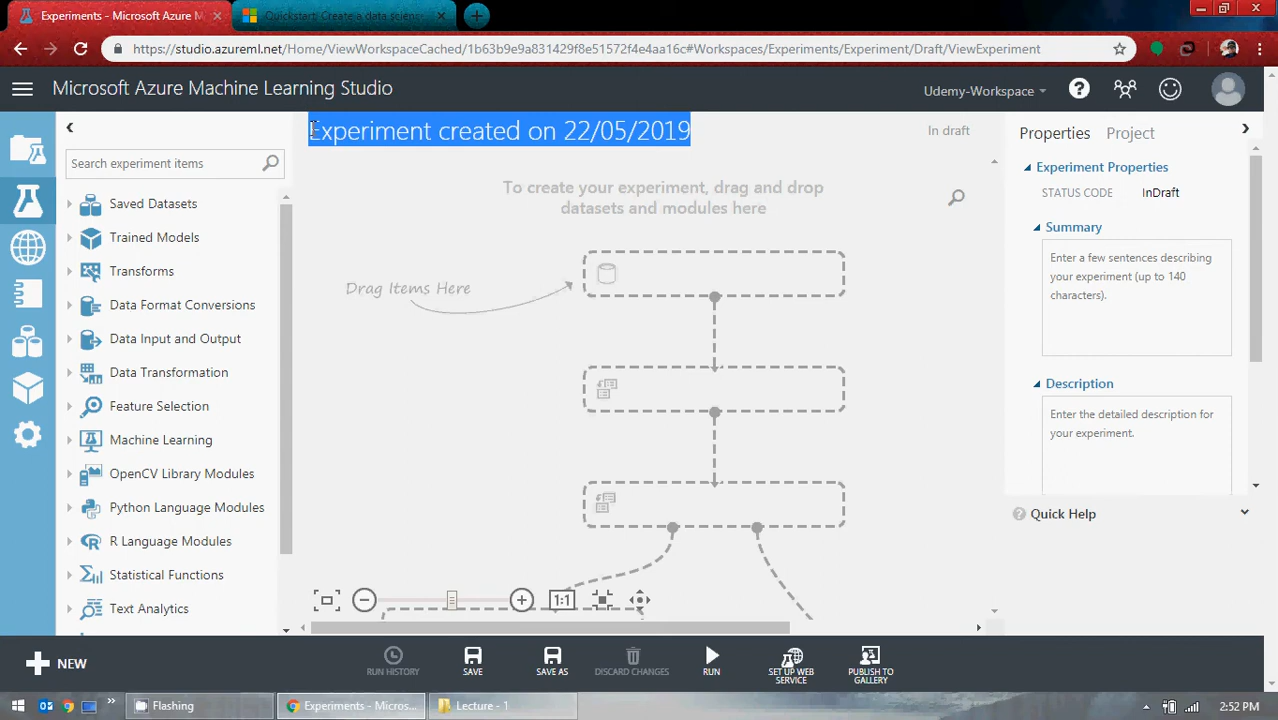 Experiments - Microsoft Azure M
Quickstart: Create a data scien
https://studio.azureml.net/Home/ViewWorkspaceCached/1b63b9e9a831429f8e51572f4e4aa16c#Workspaces/Experiments/Experiment/Draft/ViewExperiment
Microsoft Azure Machine Learning Studio
Udemy-Workspace
Experiment created on 22/05/2019
In draft
Search experiment items
Saved Datasets
Trained Models
Transforms
Data Format Conversions
Data Input and Output
Data Transformation
Feature Selection
Machine Learning
OpenCV Library Modules
Python Language Modules
R Language Modules
Statistical Functions
Text Analytics
To create your experiment, drag and drop
datasets and modules here
Drag Items Here
1:1
Properties
Project
Experiment Properties
STATUS CODE
InDraft
Summary
Enter a few sentences describing
your experiment (up to 140
characters).
Description
Enter the detailed description for
your experiment.
Quick Help
NEW
RUN HISTORY
SAVE
SAVE AS
DISCARD CHANGES
RUN
SET UP WEB
SERVICE
PUBLISH TO
GALLERY
Flashing
Experiments - Micros...
Lecture - 1
2:52 PM